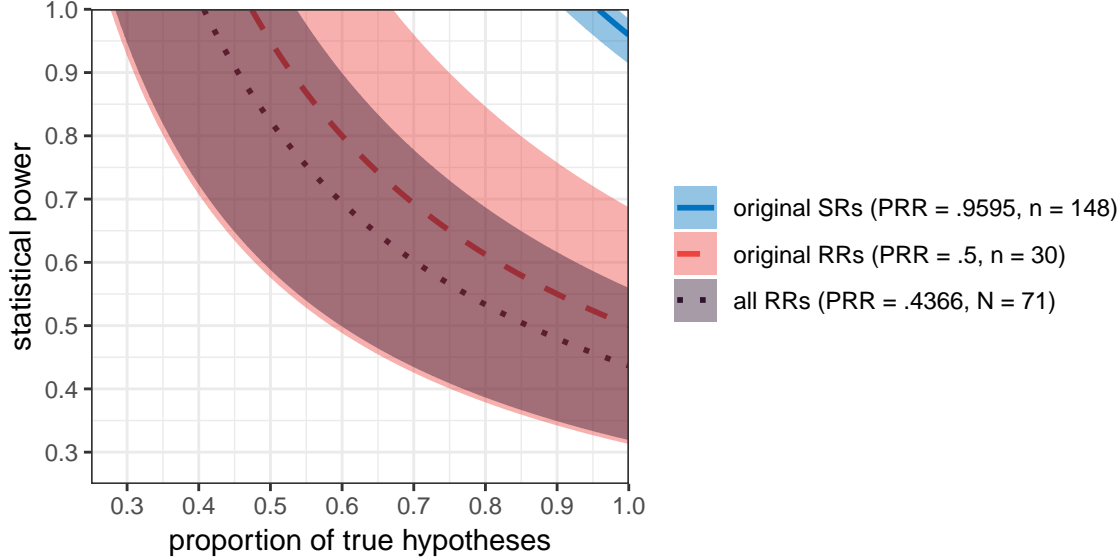 1.0
0.9
0.8
0.7
0.6
0.5
0.4
0.3
statistical power
0.3 0.4 0.5 0.6 0.7 0.8 0.9 1.0
proportion of true hypotheses
original SRs (PRR = .9595, n = 148)
original RRs (PRR = .5, n = 30)
all RRs (PRR = .4366, N = 71)